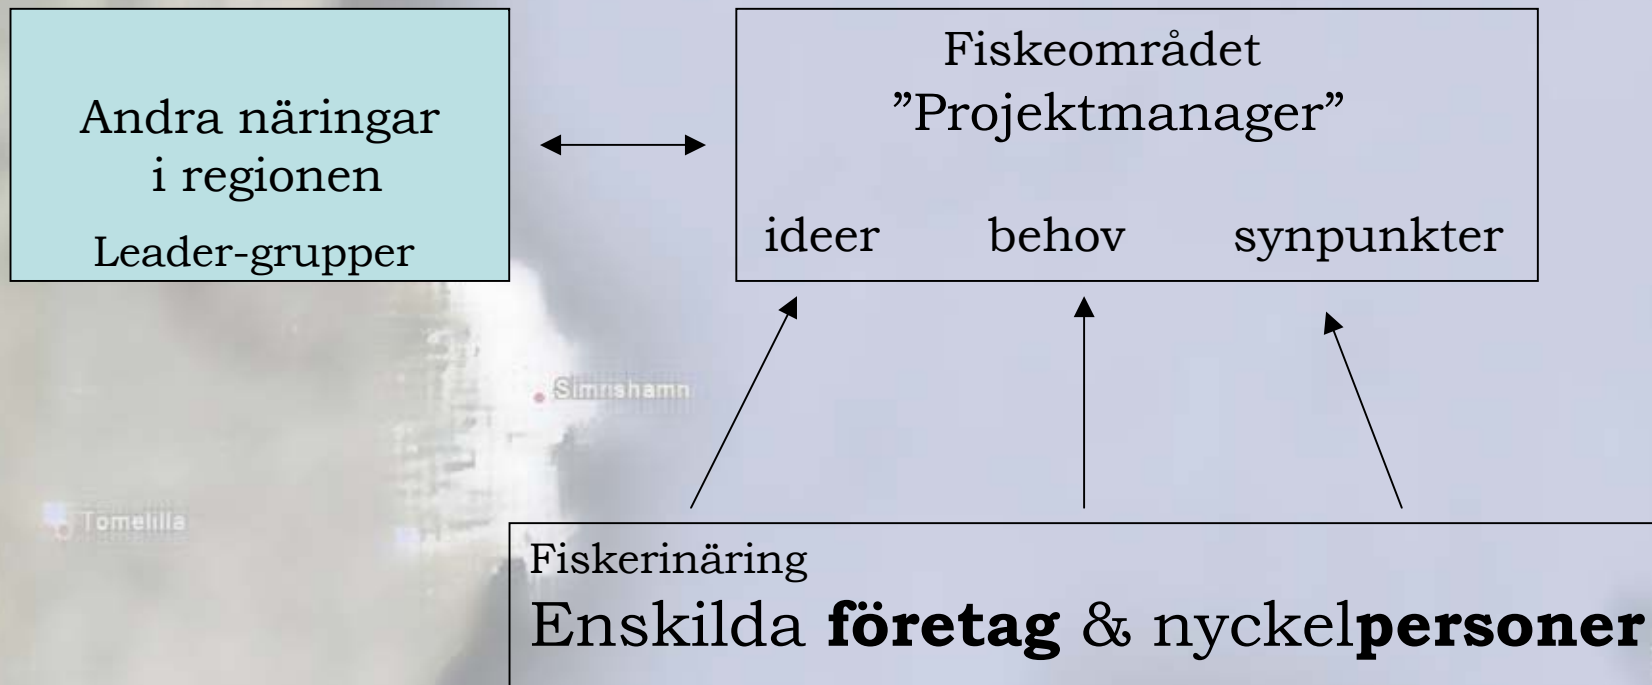 Andra näringar
i regionen
Leader-grupper
Fiskeområdet
”Projektmanager”
ideer behov synpunkter
Simrishamn
Tomelilla
Fiskerinäring
Enskilda företag & nyckelpersoner